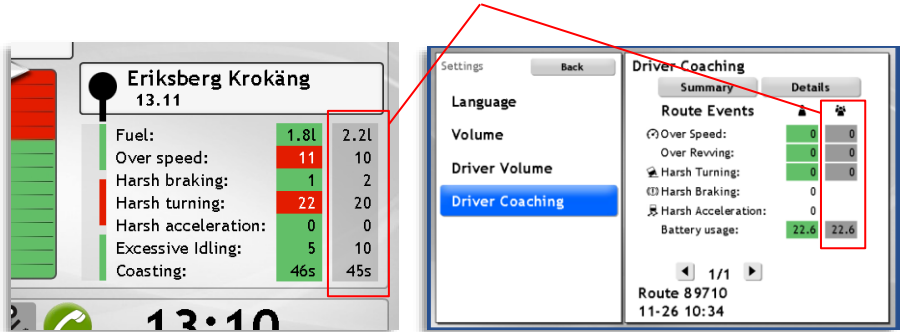 Eriksberg Krokäng
13.11
Fuel: 1.8l 2.2l
Over speed: 11 10
Harsh braking: 1 2
Harsh turning: 22 20
Harsh acceleration: 0 0
Excessive Idling: 5 10
Coasting: 46s 45s
13:10
Settings Back
Language
Volume
Driver Volume
Driver Coaching
Driver Coaching
Summary Details
Route Events
Over Speed: 0 0
Over Revving: 0 0
Harsh Turning: 0 0
Harsh Braking: 0
Harsh Acceleration: 0
Battery usage: 22.6 22.6
1/1
Route 89710
11-26 10:34